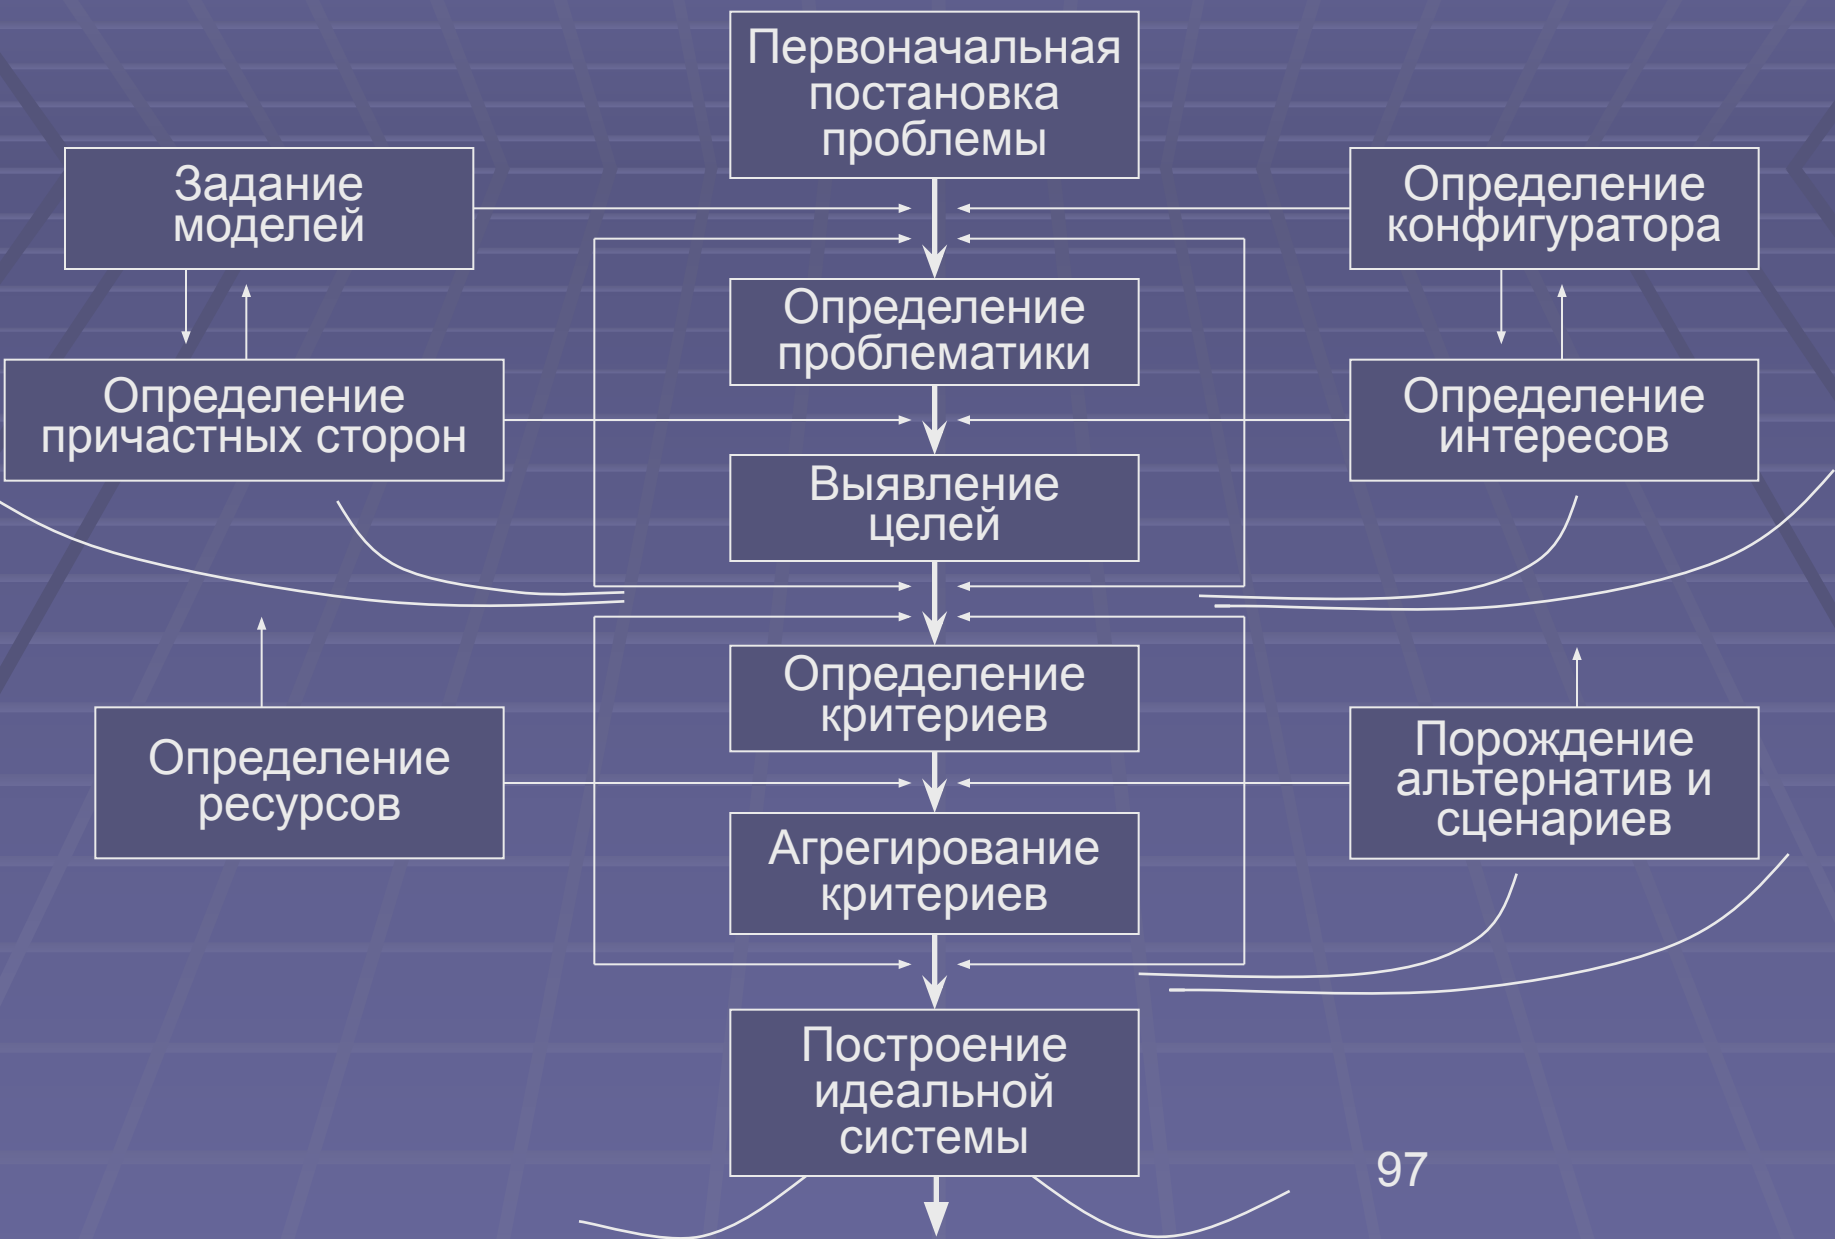 Первоначальная
постановка
проблемы
Задание
моделей
Определение
конфигуратора
Определение
проблематики
Определение
причастных сторон
Определение
интересов
Выявление
целей
Определение
критериев
Определение
ресурсов
Порождение
альтернатив и
сценариев
Агрегирование
критериев
Построение
идеальной
системы
97